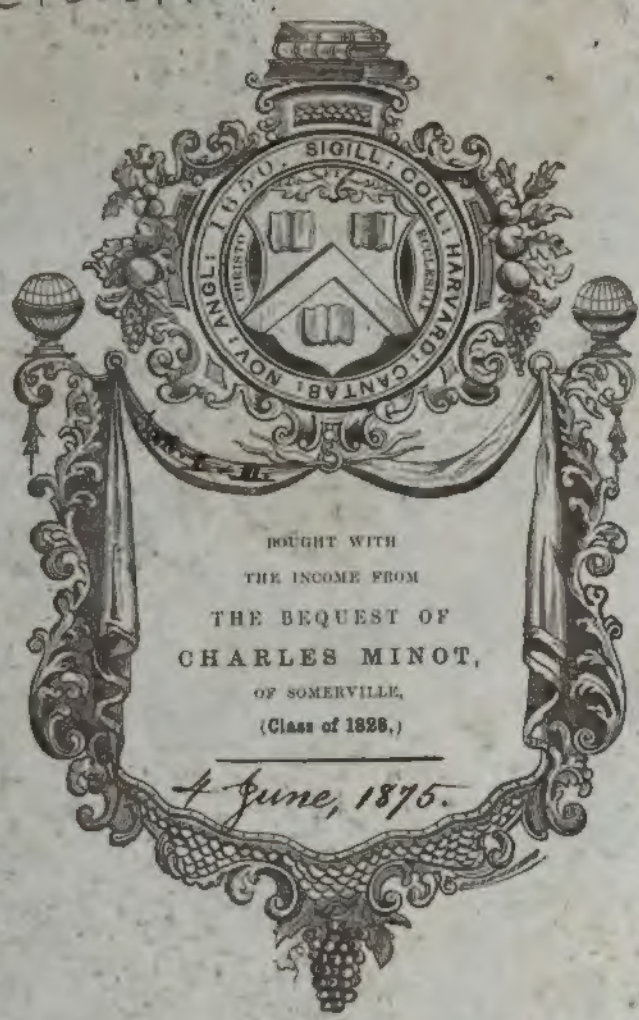 SIGILL: COLL: HARVARD: CANTAB: NOV: ANGL: 1650.
CHRISTO
ECCLESIAE
BOUGHT WITH
THE INCOME FROM
THE BEQUEST OF
CHARLES MINOT,
OF SOMERVILLE,
(Class of 1828.)
4 June, 1875.